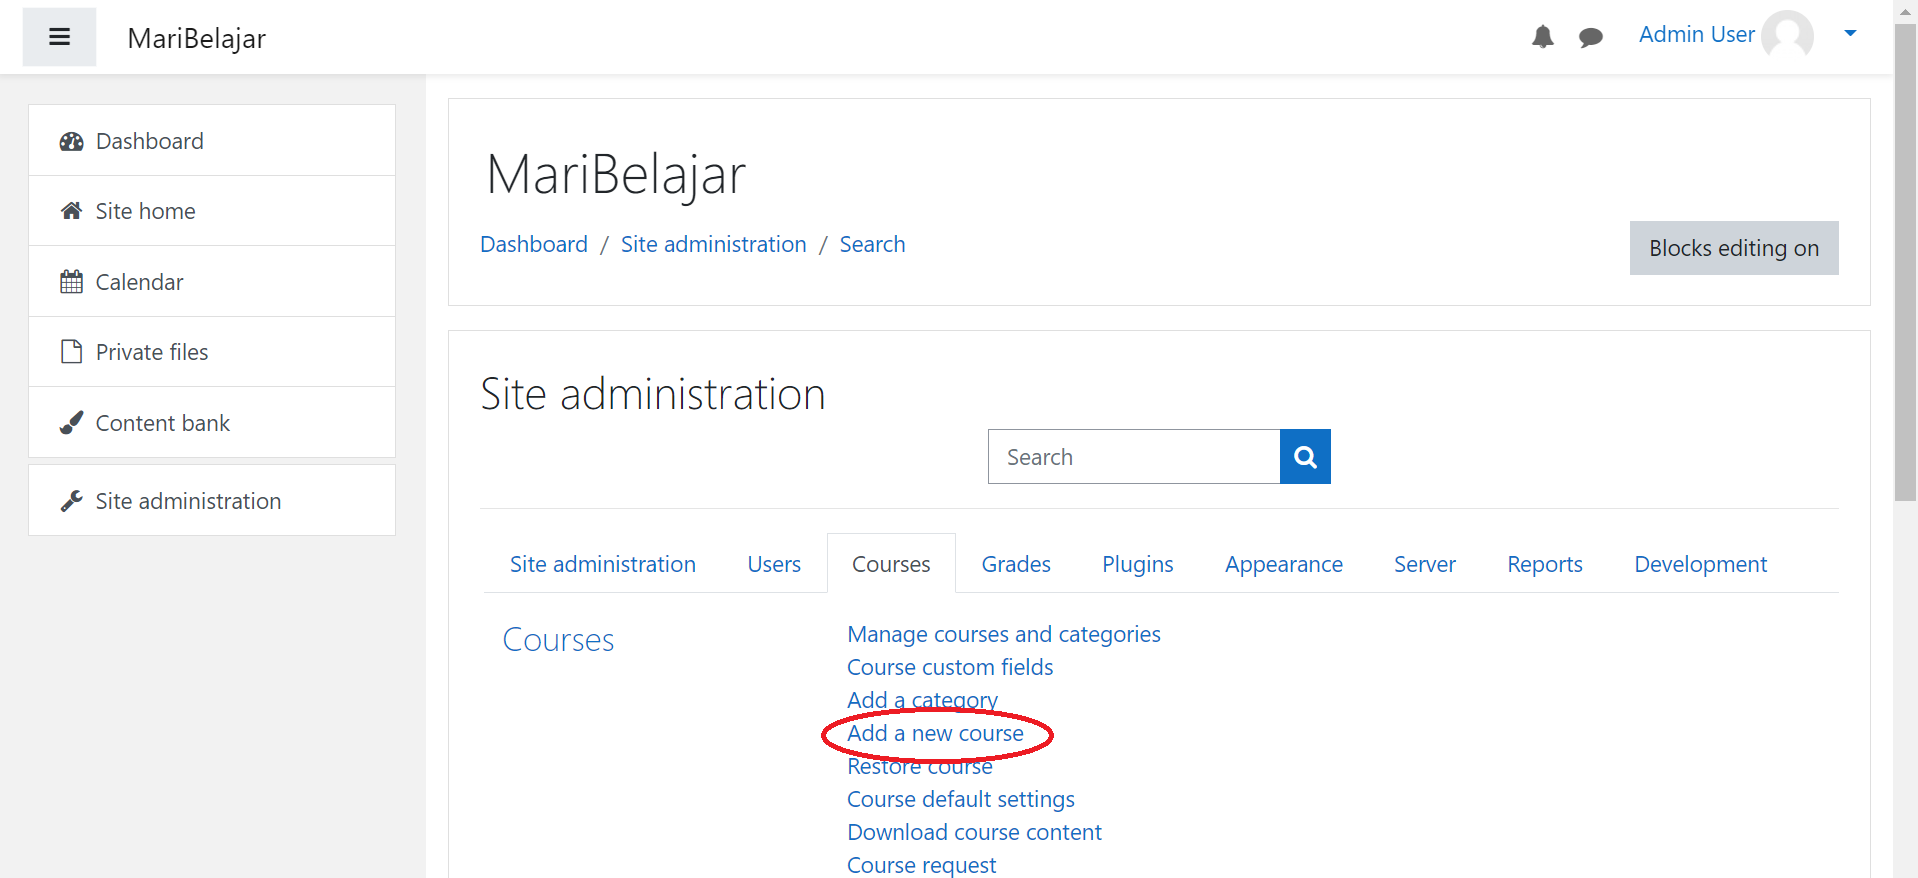 MariBelajar
Admin User
Dashboard
Site home
Calendar
Private files
Content bank
Site administration
MariBelajar
Dashboard / Site administration / Search
Blocks editing on
Site administration
Search
Site administration Users Courses Grades Plugins Appearance Server Reports Development
Courses
Manage courses and categories
Course custom fields
Add a category
Add a new course
Restore course
Course default settings
Download course content
Course request